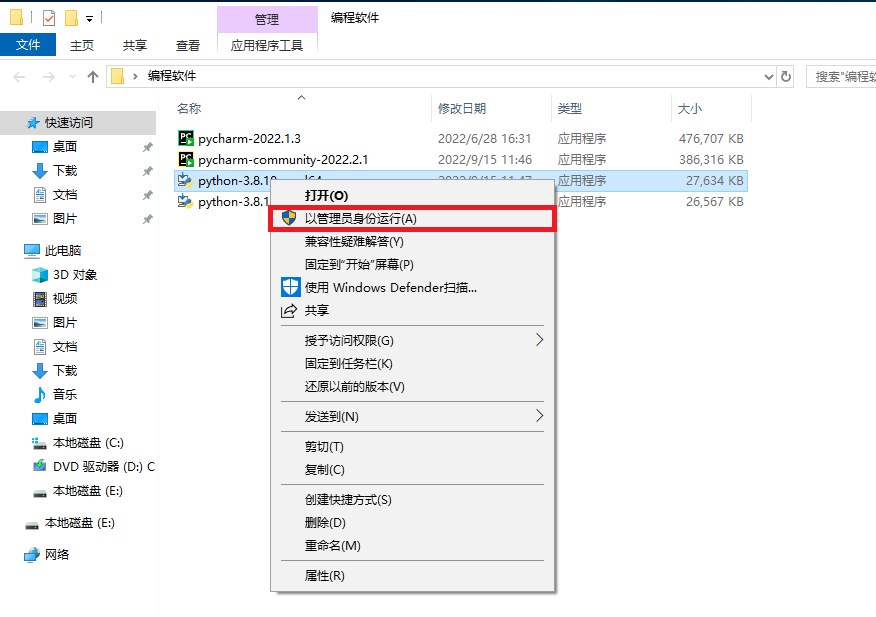 管理
编程软件
文件
主页
共享
查看
应用程序工具
编程软件
搜索"编程软
名称
修改日期
类型
大小
快速访问
桌面
下载
文档
图片
此电脑
3D 对象
视频
图片
文档
下载
音乐
桌面
本地磁盘 (C:)
DVD 驱动器 (D:) C
本地磁盘 (E:)
本地磁盘 (E:)
网络
pycharm-2022.1.3 2022/6/28 16:31 应用程序 476,707 KB
pycharm-community-2022.2.1 2022/9/15 11:46 应用程序 386,316 KB
python-3.8.10 应用程序 27,634 KB
python-3.8.1 应用程序 26,567 KB
打开(O)
以管理员身份运行(A)
兼容性疑难解答(Y)
固定到"开始"屏幕(P)
使用 Windows Defender扫描...
共享
授予访问权限(G)
固定到任务栏(K)
还原以前的版本(V)
发送到(N)
剪切(T)
复制(C)
创建快捷方式(S)
删除(D)
重命名(M)
属性(R)